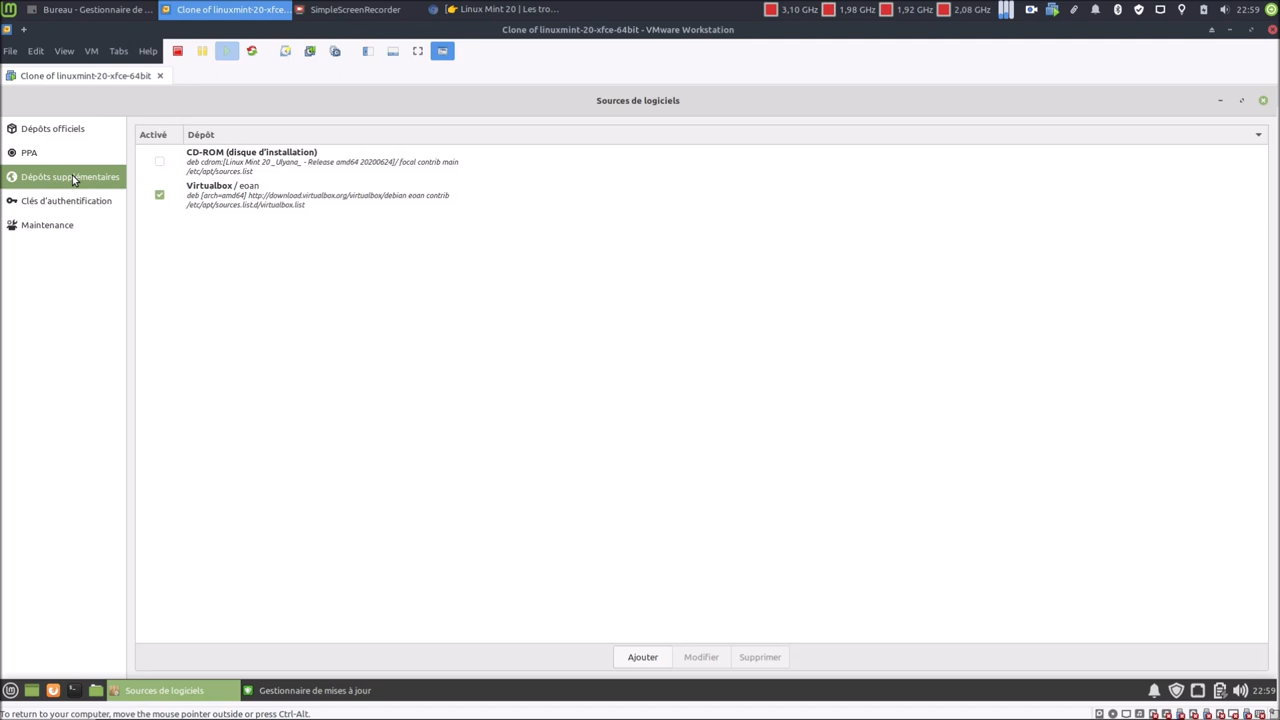 Bureau - Gestionnaire de ...
Clone of linuxmint-20-xfce...
SimpleScreenRecorder
[👉 Linux Mint 20 | Les tro...
3,10 GHz
1,98 GHz
1,92 GHz
2,08 GHz
22:59
Clone of linuxmint-20-xfce-64bit - VMware Workstation
File Edit View VM Tabs Help
Clone of linuxmint-20-xfce-64bit
Sources de logiciels
Dépôts officiels
PPA
Dépôts supplémentaires
Clés d'authentification
Maintenance
Activé Dépôt
CD-ROM (disque d'installation)
deb cdrom:[Linux Mint 20 _Ulyana_ - Release amd64 20200624]/ focal contrib main
/etc/apt/sources.list
Virtualbox / eoan
deb [arch=amd64] http://download.virtualbox.org/virtualbox/debian eoan contrib
/etc/apt/sources.list.d/virtualbox.list
Ajouter Modifier Supprimer
Sources de logiciels
Gestionnaire de mises à jour
22:59
To return to your computer, move the mouse pointer outside or press Ctrl-Alt.